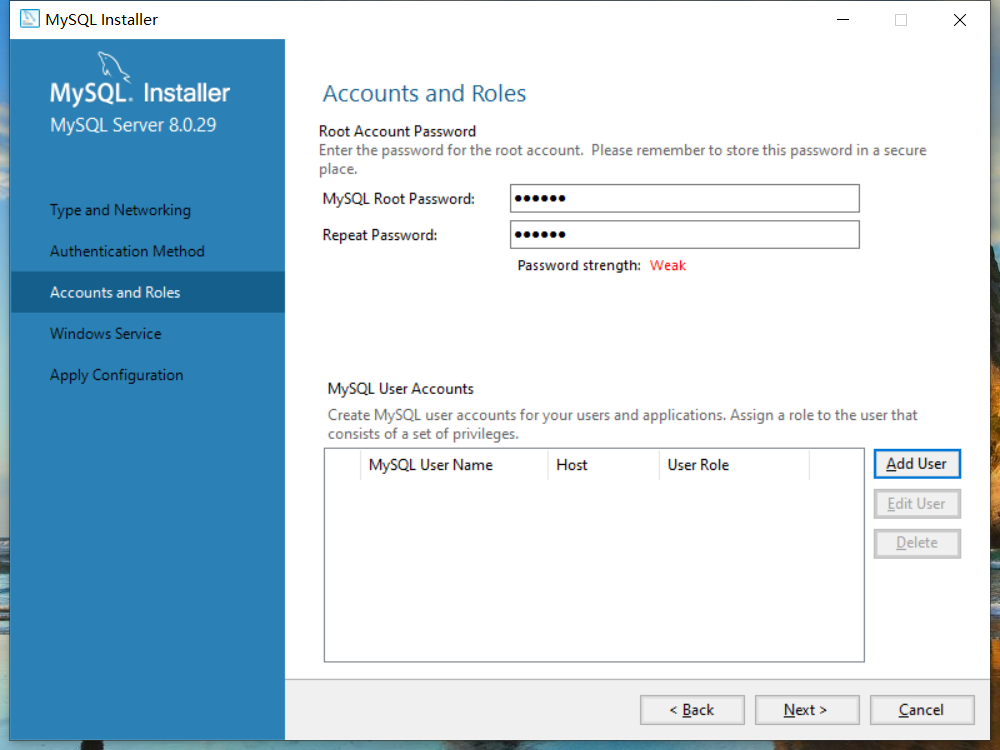 MySQL Installer
MySQL. Installer
MySQL Server 8.0.29
Type and Networking
Authentication Method
Accounts and Roles
Windows Service
Apply Configuration
Accounts and Roles
Root Account Password
Enter the password for the root account. Please remember to store this password in a secure
place.
MySQL Root Password: ●●●●●●
Repeat Password: ●●●●●●
Password strength: Weak
MySQL User Accounts
Create MySQL user accounts for your users and applications. Assign a role to the user that
consists of a set of privileges.
MySQL User Name Host User Role
Add User
Edit User
Delete
< Back Next > Cancel